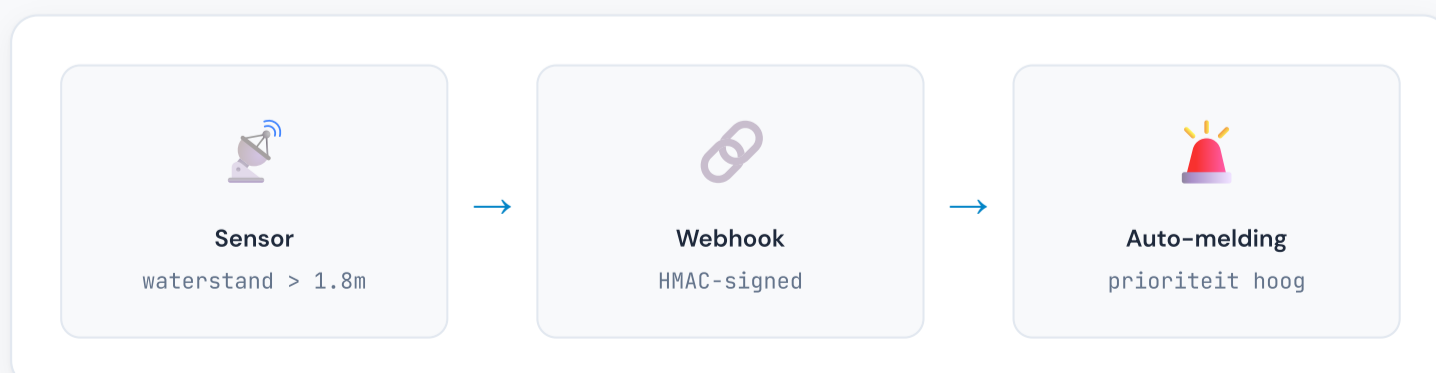 Sensor
waterstand > 1.8m
→
Webhook
HMAC-signed
→
Auto-melding
prioriteit hoog